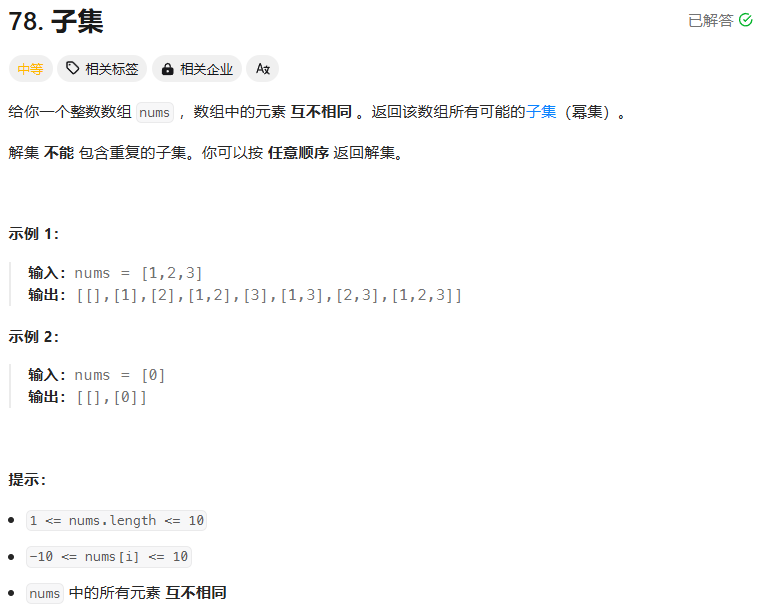 78. 子集
已解答
中等
相关标签
相关企业
给你一个整数数组 nums ，数组中的元素 互不相同 。返回该数组所有可能的子集（幂集）。
解集 不能 包含重复的子集。你可以按 任意顺序 返回解集。
示例 1：
输入：nums = [1,2,3]
输出：[[],[1],[2],[1,2],[3],[1,3],[2,3],[1,2,3]]
示例 2：
输入：nums = [0]
输出：[[],[0]]
提示：
1 <= nums.length <= 10
-10 <= nums[i] <= 10
nums 中的所有元素 互不相同